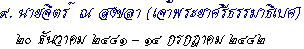 ๙. นายจิตร์ ณ สงขลา (เจ้าพระยาศรีธรรมาธิเบศ)
๒๐ ธันวาคม ๒๔๘๑ – ๑๔ กรกฎาคม ๒๔๘๒